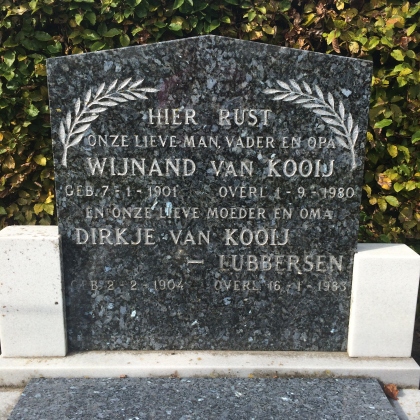 HIER RUST
ONZE LIEVE MAN, VADER EN OPA
WIJNAND VAN KOOIJ
GEB. 7-1-1901 OVERL. 1-9-1980
EN ONZE LIEVE MOEDER EN OMA
DIRKJE VAN KOOIJ
- LUBBERSEN
B. 2-2-1904 OVERL. 16-1-1983